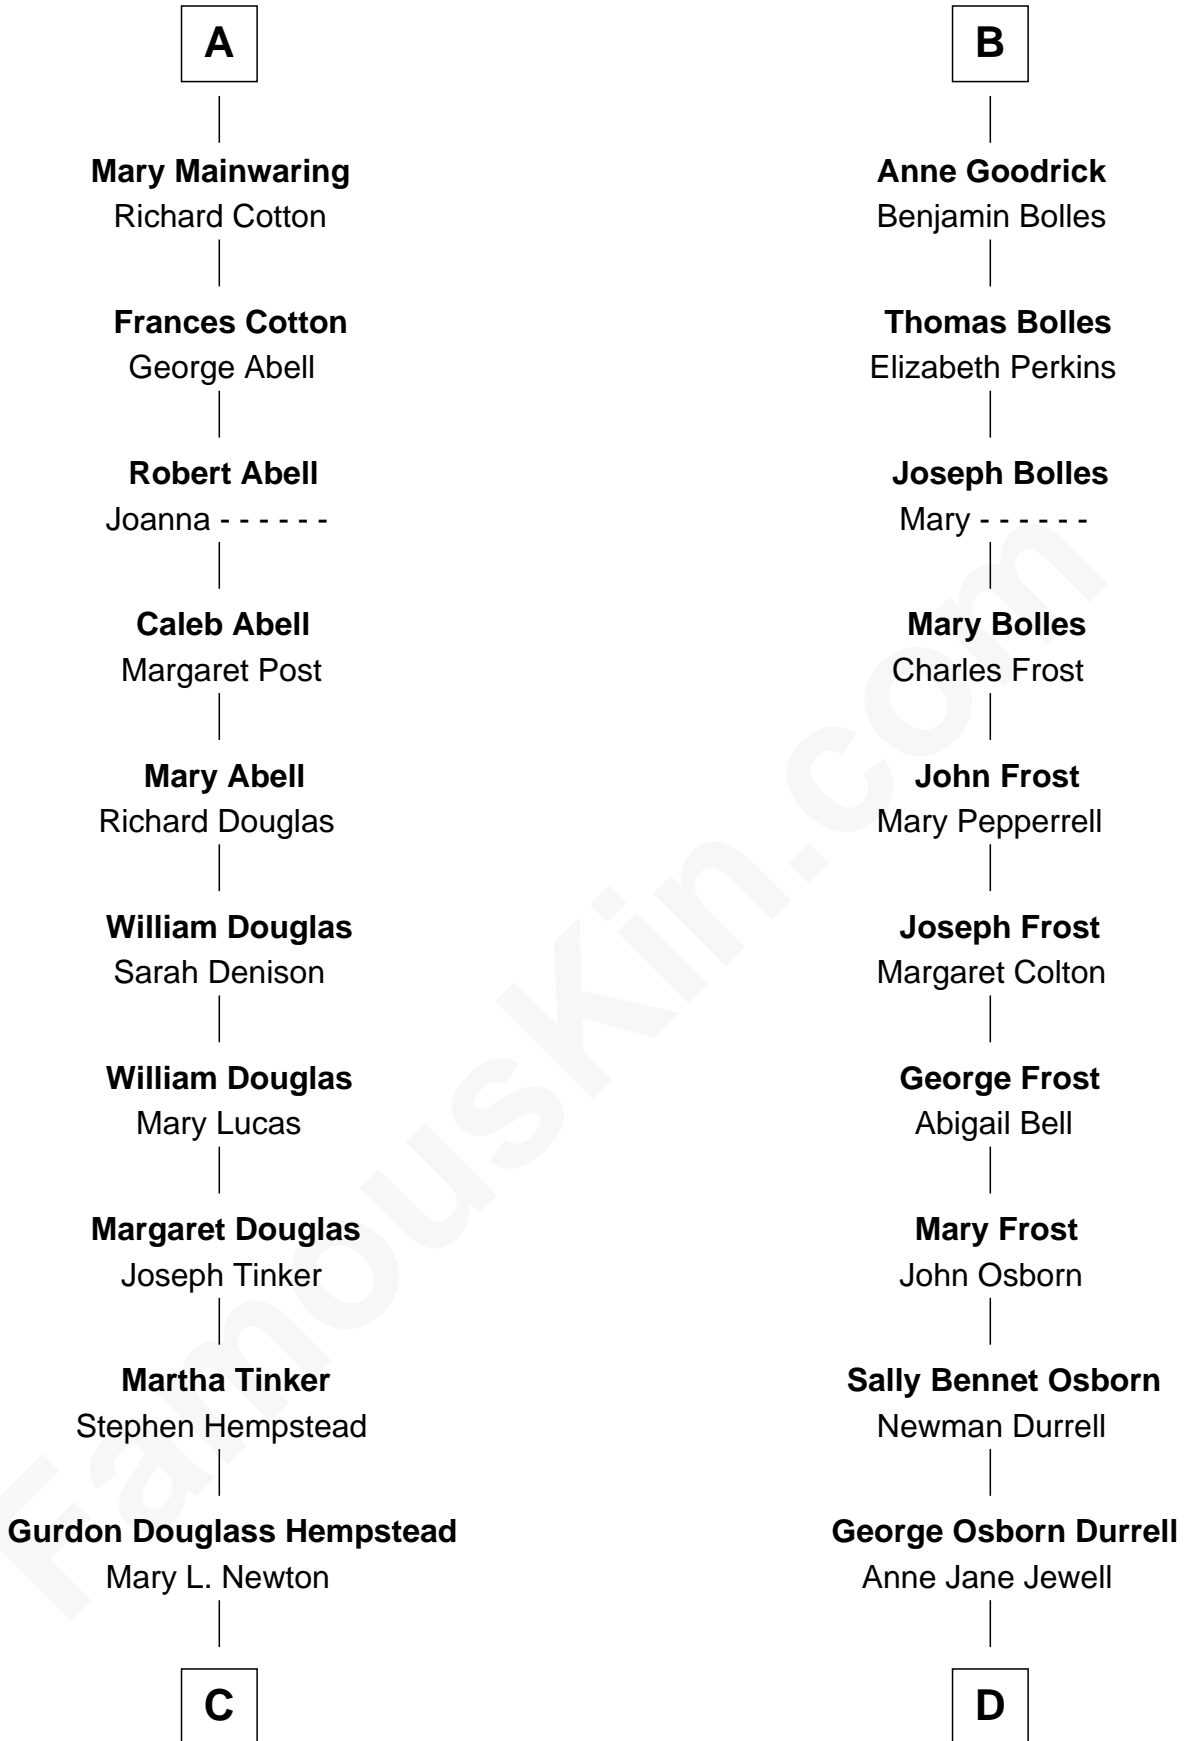 A
Mary Mainwaring
Richard Cotton
Frances Cotton
George Abell
Robert Abell
Joanna - - - - - -
Caleb Abell
Margaret Post
Mary Abell
Richard Douglas
William Douglas
Sarah Denison
William Douglas
Mary Lucas
Margaret Douglas
Joseph Tinker
Martha Tinker
Stephen Hempstead
Gurdon Douglass Hempstead
Mary L. Newton
C
B
Anne Goodrick
Benjamin Bolles
Thomas Bolles
Elizabeth Perkins
Joseph Bolles
Mary - - - - - -
Mary Bolles
Charles Frost
John Frost
Mary Pepperrell
Joseph Frost
Margaret Colton
George Frost
Abigail Bell
Mary Frost
John Osborn
Sally Bennet Osborn
Newman Durrell
George Osborn Durrell
Anne Jane Jewell
D
FamousKin.com